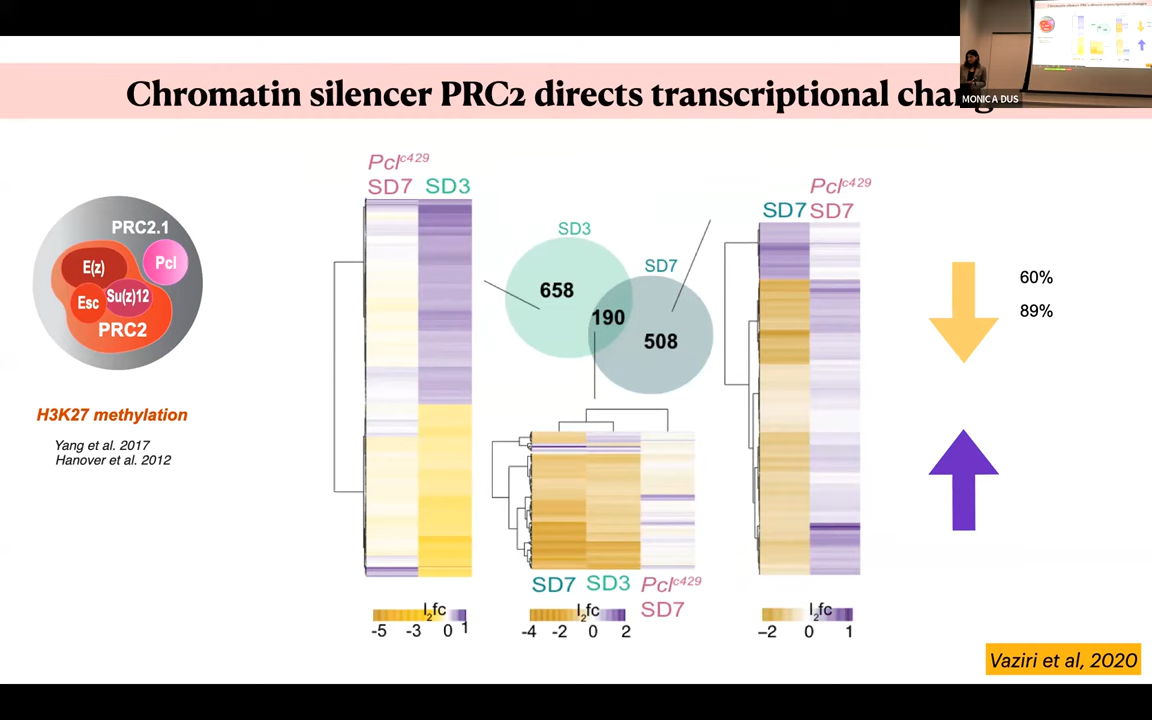 Chromatin silencer PRC2 directs transcriptional chang
MONICA DUS
PRC2.1
E(z)
Pcl
Esc
Su(z)12
PRC2
H3K27 methylation
Yang et al. 2017
Hanover et al. 2012
Pcl^c429
SD7 SD3
SD3
658
SD7
190
508
SD7 SD3 Pcl^c429
SD7
Pcl^c429
SD7 SD7
60%
89%
l₂fc
-5 -3 0 1
l₂fc
-4 -2 0 2
l₂fc
–2 0 1
Vaziri et al, 2020